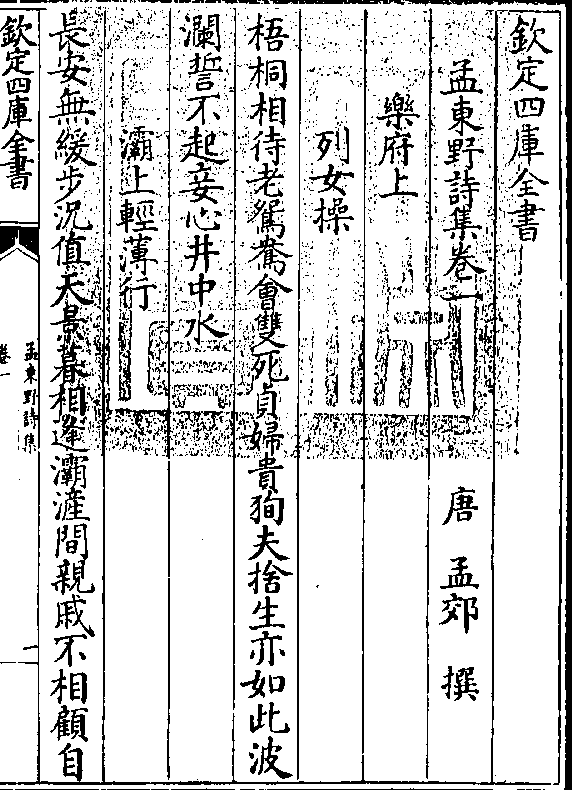 欽定四庫全書
孟東野詩集卷一 唐 孟郊 撰
樂府上
列女操
梧桐相待老鴛鴦會雙死貞婦貴狥夫捨生亦如此波
瀾誓不起妾心井中水
灞上輕薄行
長安無緩步況值天景暮相逢灞滻間親戚不相顧自
欽定四庫全書
孟東野詩集
卷一
一